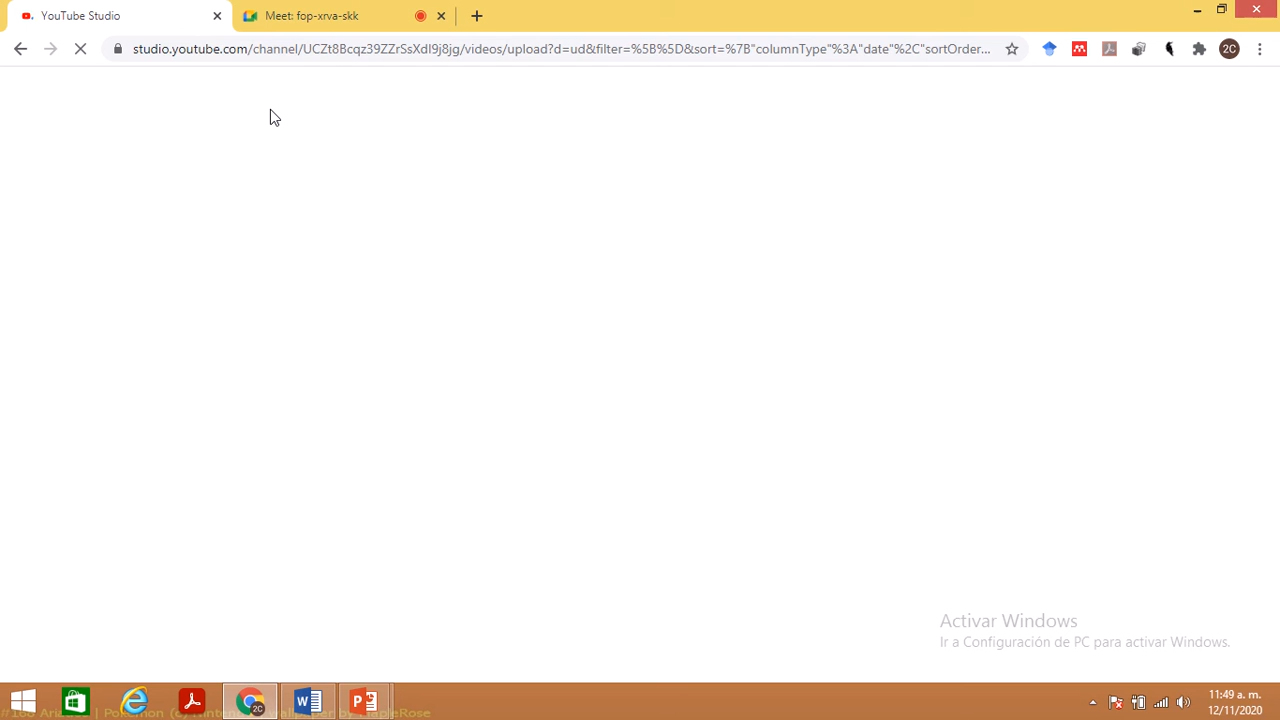 YouTube Studio
Meet: fop-xrva-skk
studio.youtube.com/channel/UCZt8Bcqz39ZZrSsXdI9j8jg/videos/upload?d=ud&filter=%5B%5D&sort=%7B"columnType"%3A"date"%2C"sortOrder...
2C
Activar Windows
Ir a Configuración de PC para activar Windows.
2C
11:49 a. m.
12/11/2020